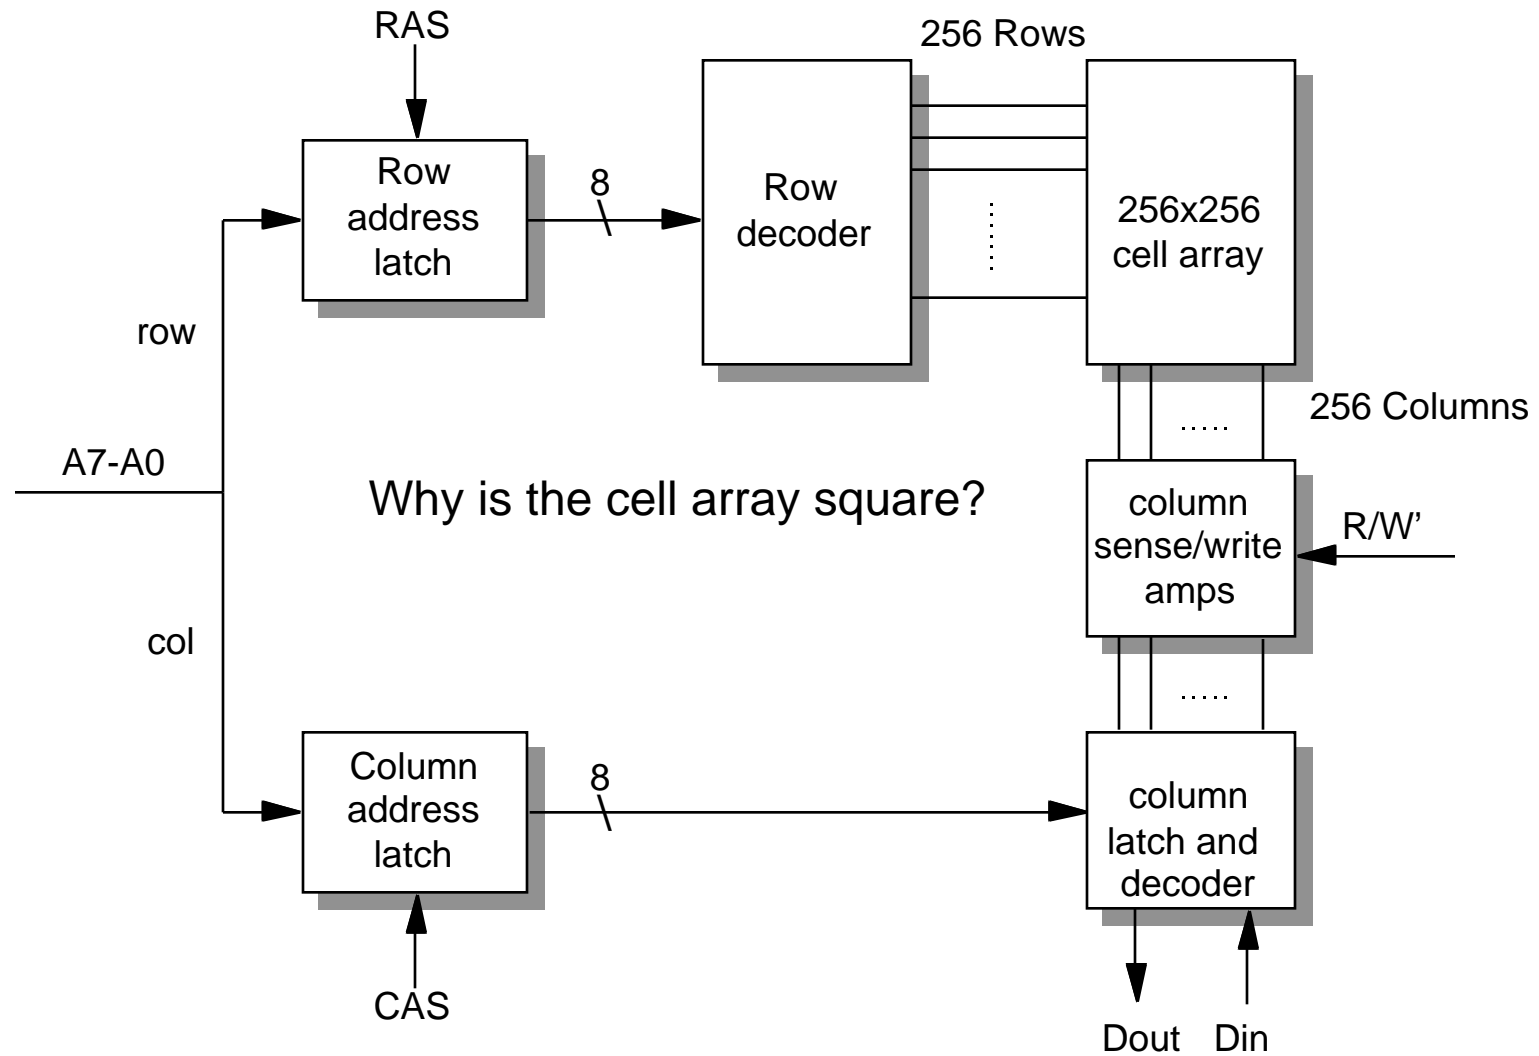 RAS
256 Rows
Row
address
latch
8
Row
decoder
256x256
cell array
row
256 Columns
A7-A0
Why is the cell array square?
column
sense/write
amps
R/W’
col
Column
address
latch
8
column
latch and
decoder
CAS
Dout
Din